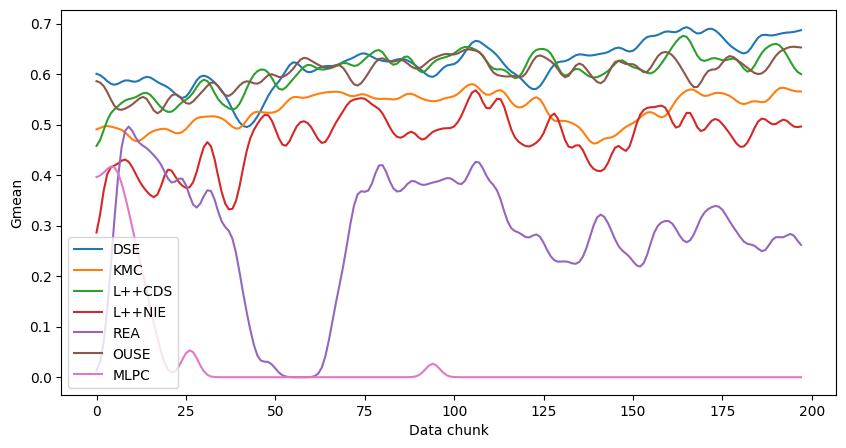 Gmean
0.7
0.6
0.5
0.4
0.3
0.2
0.1
0.0
DSE
KMC
L++CDS
L++NIE
REA
OUSE
MLPC
0 25 50 75 100 125 150 175 200
Data chunk